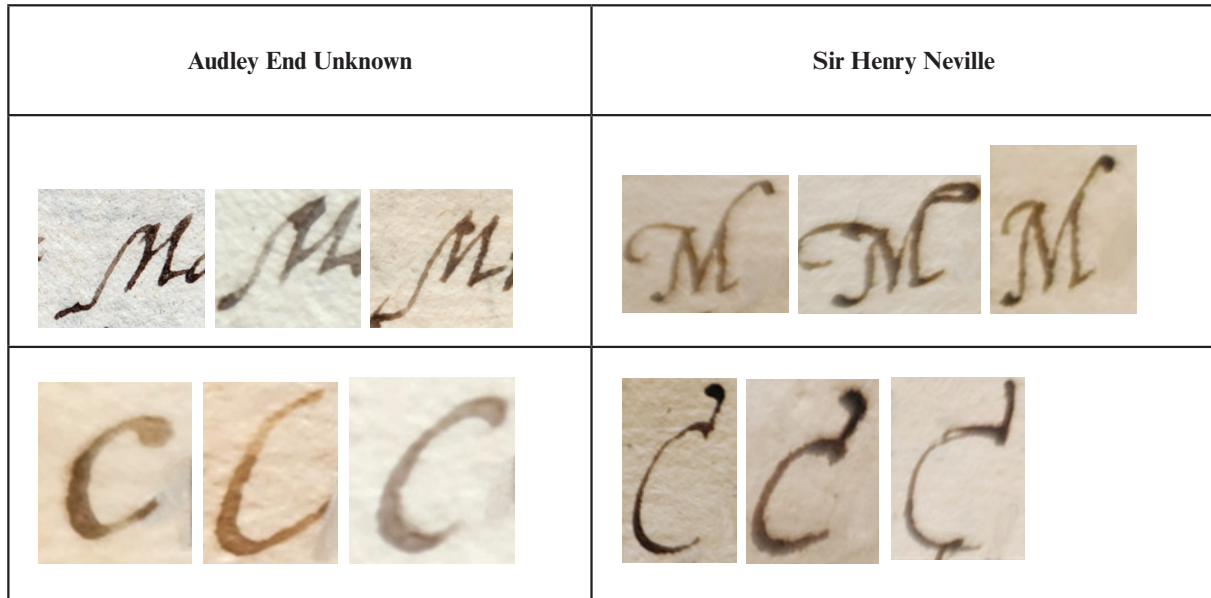 Audley End Unknown
Sir Henry Neville
M M M
M M M
C C C
C C C